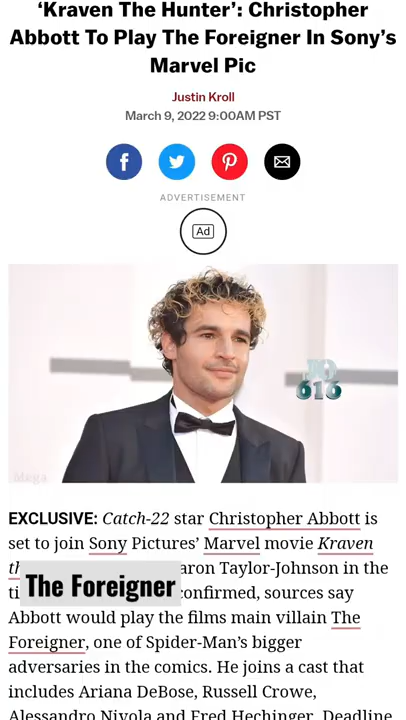 ‘Kraven The Hunter’: Christopher
Abbott To Play The Foreigner In Sony’s
Marvel Pic
Justin Kroll
March 9, 2022 9:00AM PST
ADVERTISEMENT
Ad
JO
616
Mega
EXCLUSIVE: Catch-22 star Christopher Abbott is
set to join Sony Pictures’ Marvel movie Kraven
aron Taylor-Johnson in the
The Foreigner
confirmed, sources say
Abbott would play the films main villain The
Foreigner, one of Spider-Man’s bigger
adversaries in the comics. He joins a cast that
includes Ariana DeBose, Russell Crowe,
Alessandro Nivola and Fred Hechinger. Deadline